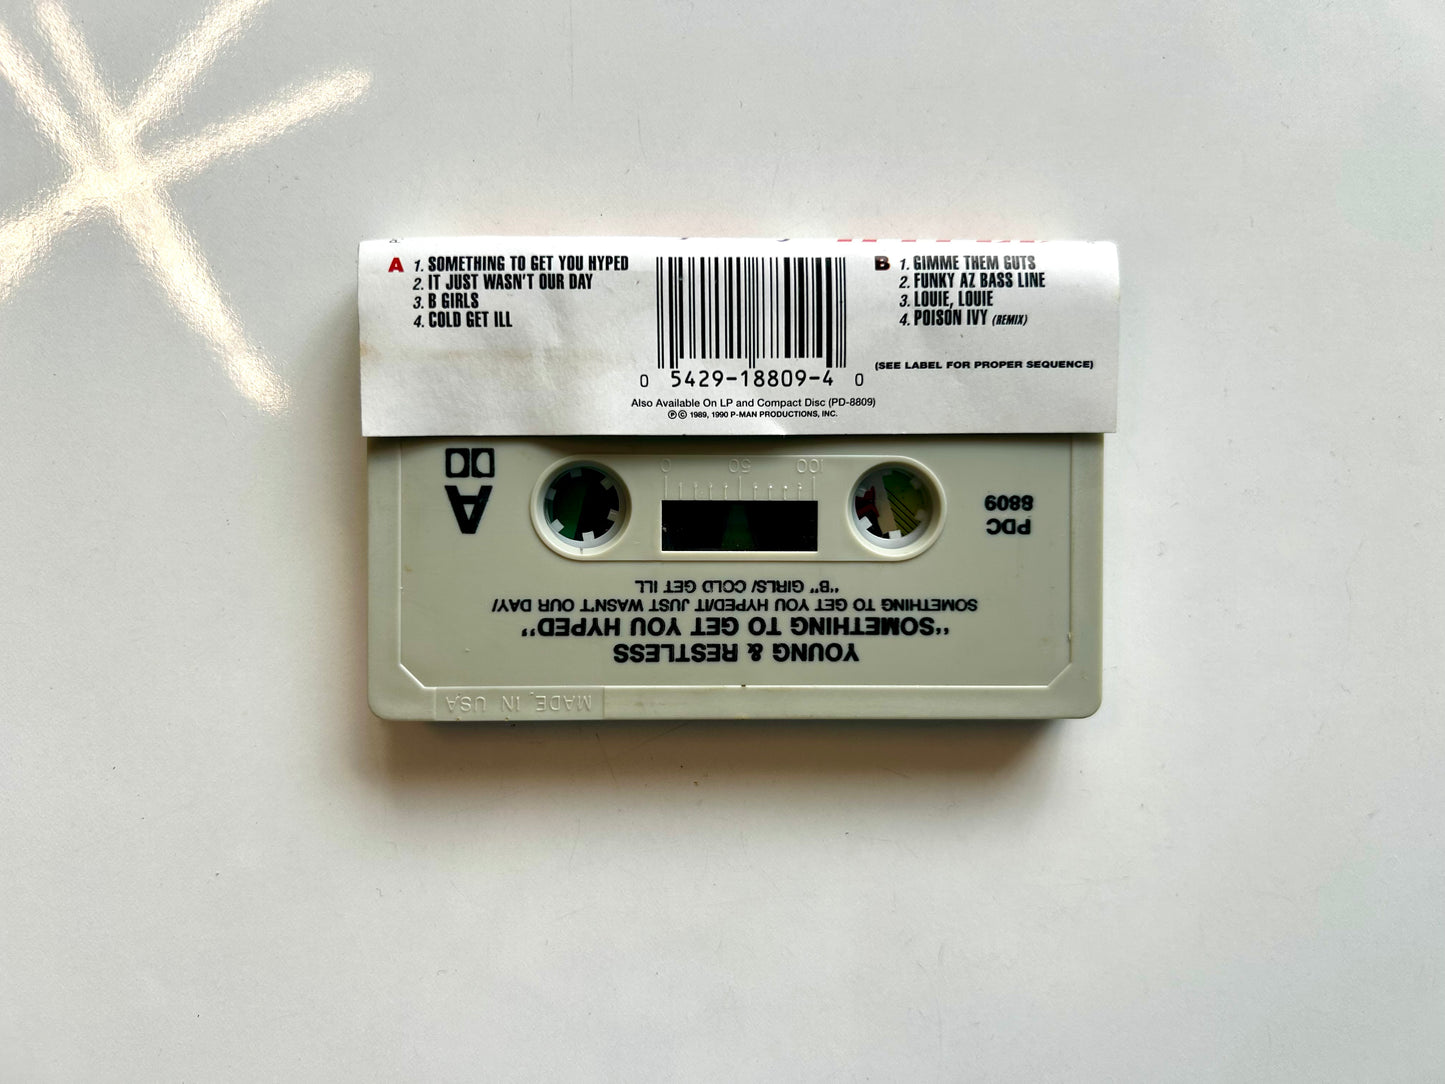 A 1. SOMETHING TO GET YOU HYPED
2. IT JUST WASN'T OUR DAY
3. B GIRLS
4. COLD GET ILL
0 5429-18809-4 0
Also Available On LP and Compact Disc (PD-8809)
℗ © 1989, 1990 P-MAN PRODUCTIONS, INC.
B 1. GIMME THEM GUTS
2. FUNKY AZ BASS LINE
3. LOUIE, LOUIE
4. POISON IVY (REMIX)
(SEE LABEL FOR PROPER SEQUENCE)
MADE IN USA
YOUNG & RESTLESS
"SOMETHING TO GET YOU HYPED"
SOMETHING TO GET YOU HYPED/IT JUST WASN'T OUR DAY/
"B" GIRLS/ COLD GET ILL
PDC
8809
A
100 50 0